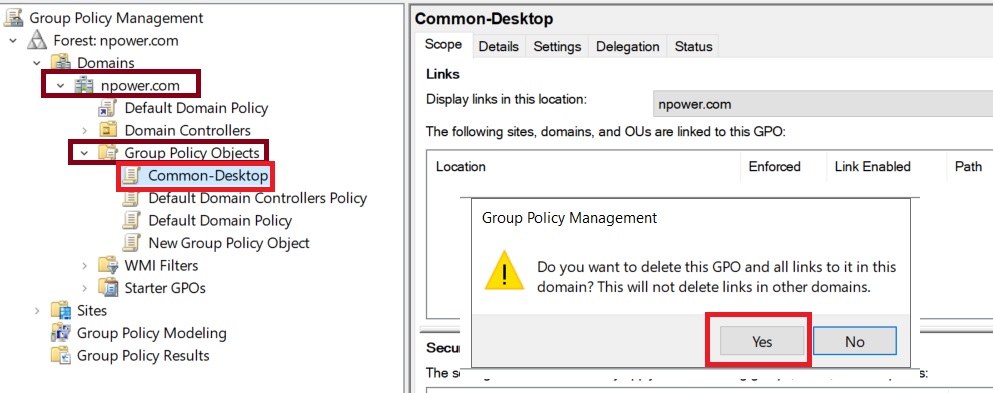 Group Policy Management
Forest: npower.com
Domains
npower.com
Default Domain Policy
Domain Controllers
Group Policy Objects
Common-Desktop
Default Domain Controllers Policy
Default Domain Policy
New Group Policy Object
WMI Filters
Starter GPOs
Sites
Group Policy Modeling
Group Policy Results
Common-Desktop
Scope Details Settings Delegation Status
Links
Display links in this location: npower.com
The following sites, domains, and OUs are linked to this GPO:
Location Enforced Link Enabled Path
Group Policy Management
Do you want to delete this GPO and all links to it in this
domain? This will not delete links in other domains.
Yes No
The